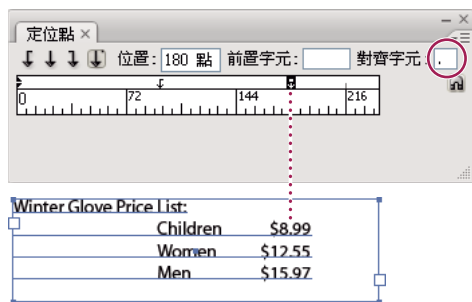 定位點
位置: 180 點 前置字元: 對齊字元: .
0 72 144 216
Winter Glove Price List:
Children $8.99
Women $12.55
Men $15.97